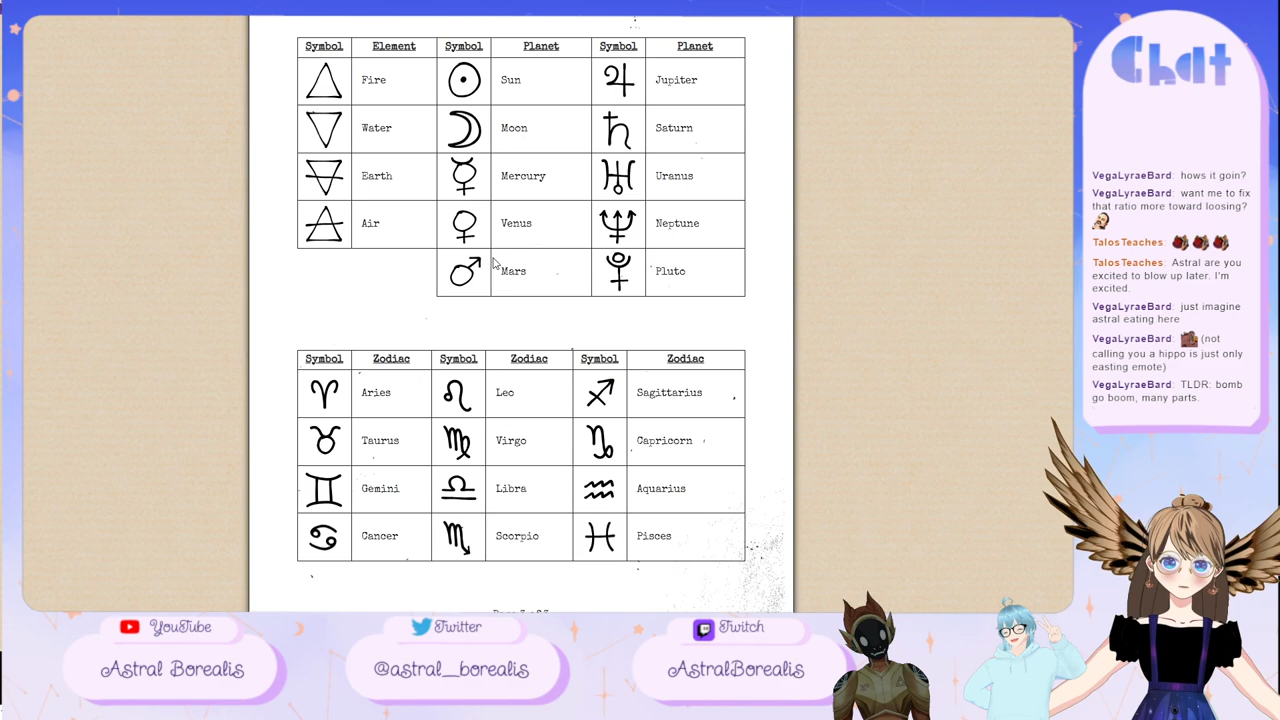 Symbol Element Symbol Planet Symbol Planet
Fire Sun Jupiter
Water Moon Saturn
Earth Mercury Uranus
Air Venus Neptune
Mars Pluto
Symbol Zodiac Symbol Zodiac Symbol Zodiac
Aries Leo Sagittarius
Taurus Virgo Capricorn
Gemini Libra Aquarius
Cancer Scorpio Pisces
Chat
VegaLyraeBard: hows it goin?
VegaLyraeBard: want me to fix
that ratio more toward loosing?
TalosTeaches:
TalosTeaches: Astral are you
excited to blow up later. I'm
excited.
VegaLyraeBard: just imagine
astral eating here
VegaLyraeBard: (not
calling you a hippo is just only
easting emote)
VegaLyraeBard: TLDR: bomb
go boom, many parts.
YouTube
Astral Borealis
Twitter
@astral__borealis
Twitch
AstralBorealis